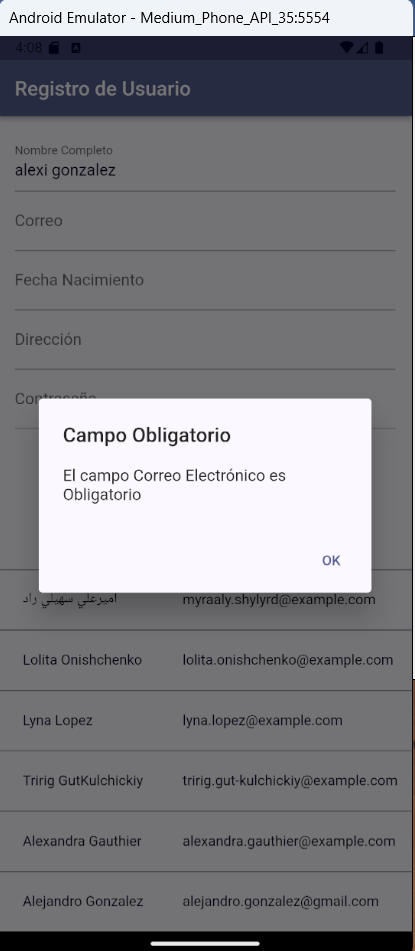 Android Emulator - Medium_Phone_API_35:5554
4:08
Registro de Usuario
Nombre Completo
alexi gonzalez
Correo
Fecha Nacimiento
Dirección
Contraseña
Campo Obligatorio
El campo Correo Electrónico es
Obligatorio
OK
امیرعلي سهيلي راد myraaly.shylyrd@example.com
Lolita Onishchenko lolita.onishchenko@example.com
Lyna Lopez lyna.lopez@example.com
Tririg GutKulchickiy tririg.gut-kulchickiy@example.com
Alexandra Gauthier alexandra.gauthier@example.com
Alejandro Gonzalez alejandro.gonzalez@gmail.com